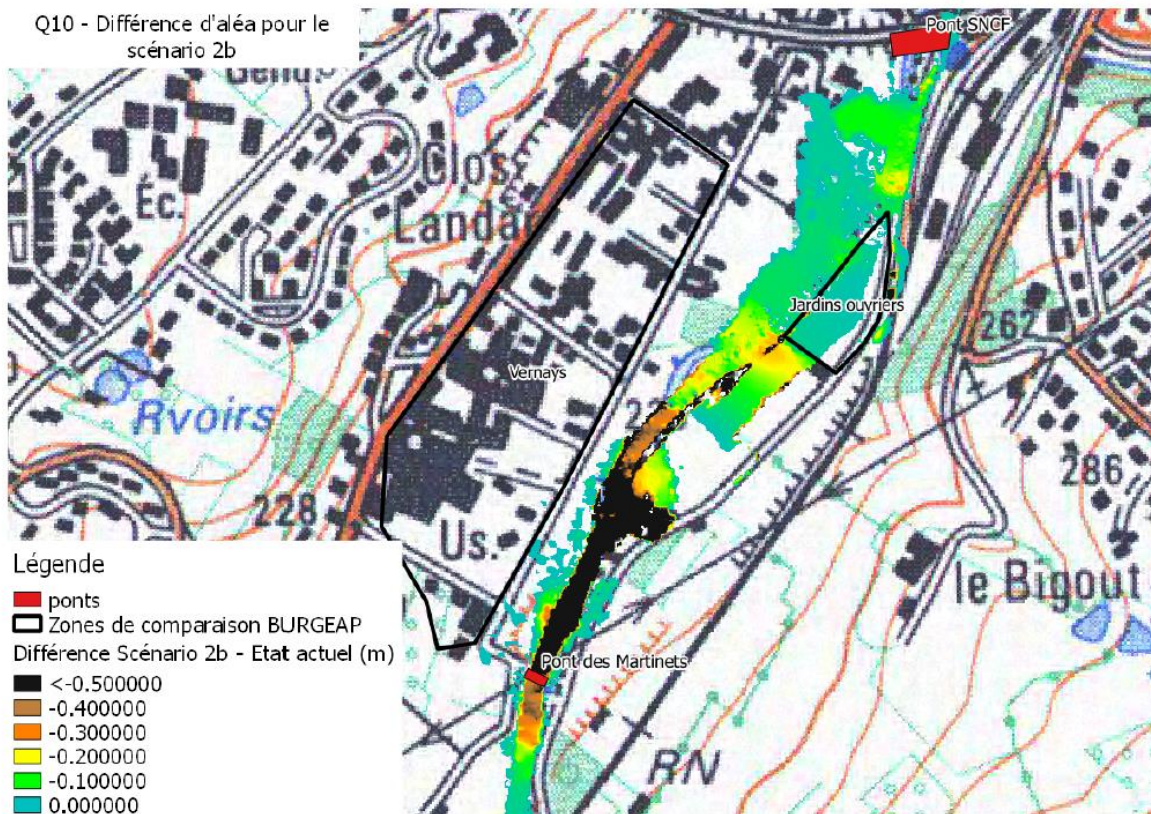 Q10 - Différence d'aléa pour le
scénario 2b
Pont SNCF
Éc.
Clos
Jardins ouvriers
262
Vernays
Rvoirs
286
228
Us.
le Bigout
Pont des Martinets
RN
Légende
ponts
Zones de comparaison BURGEAP
Différence Scénario 2b - Etat actuel (m)
<-0.500000
-0.400000
-0.300000
-0.200000
-0.100000
0.000000